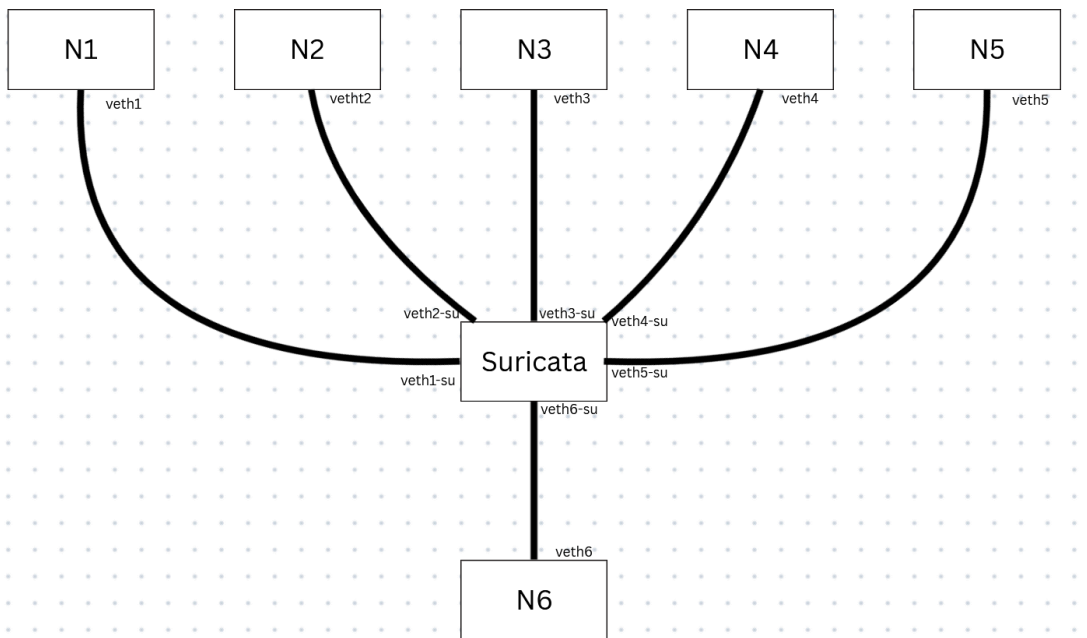 N1
N2
N3
N4
N5
veth1
vetht2
veth3
veth4
veth5
veth2-su
veth3-su
veth4-su
Suricata
veth1-su
veth5-su
veth6-su
veth6
N6